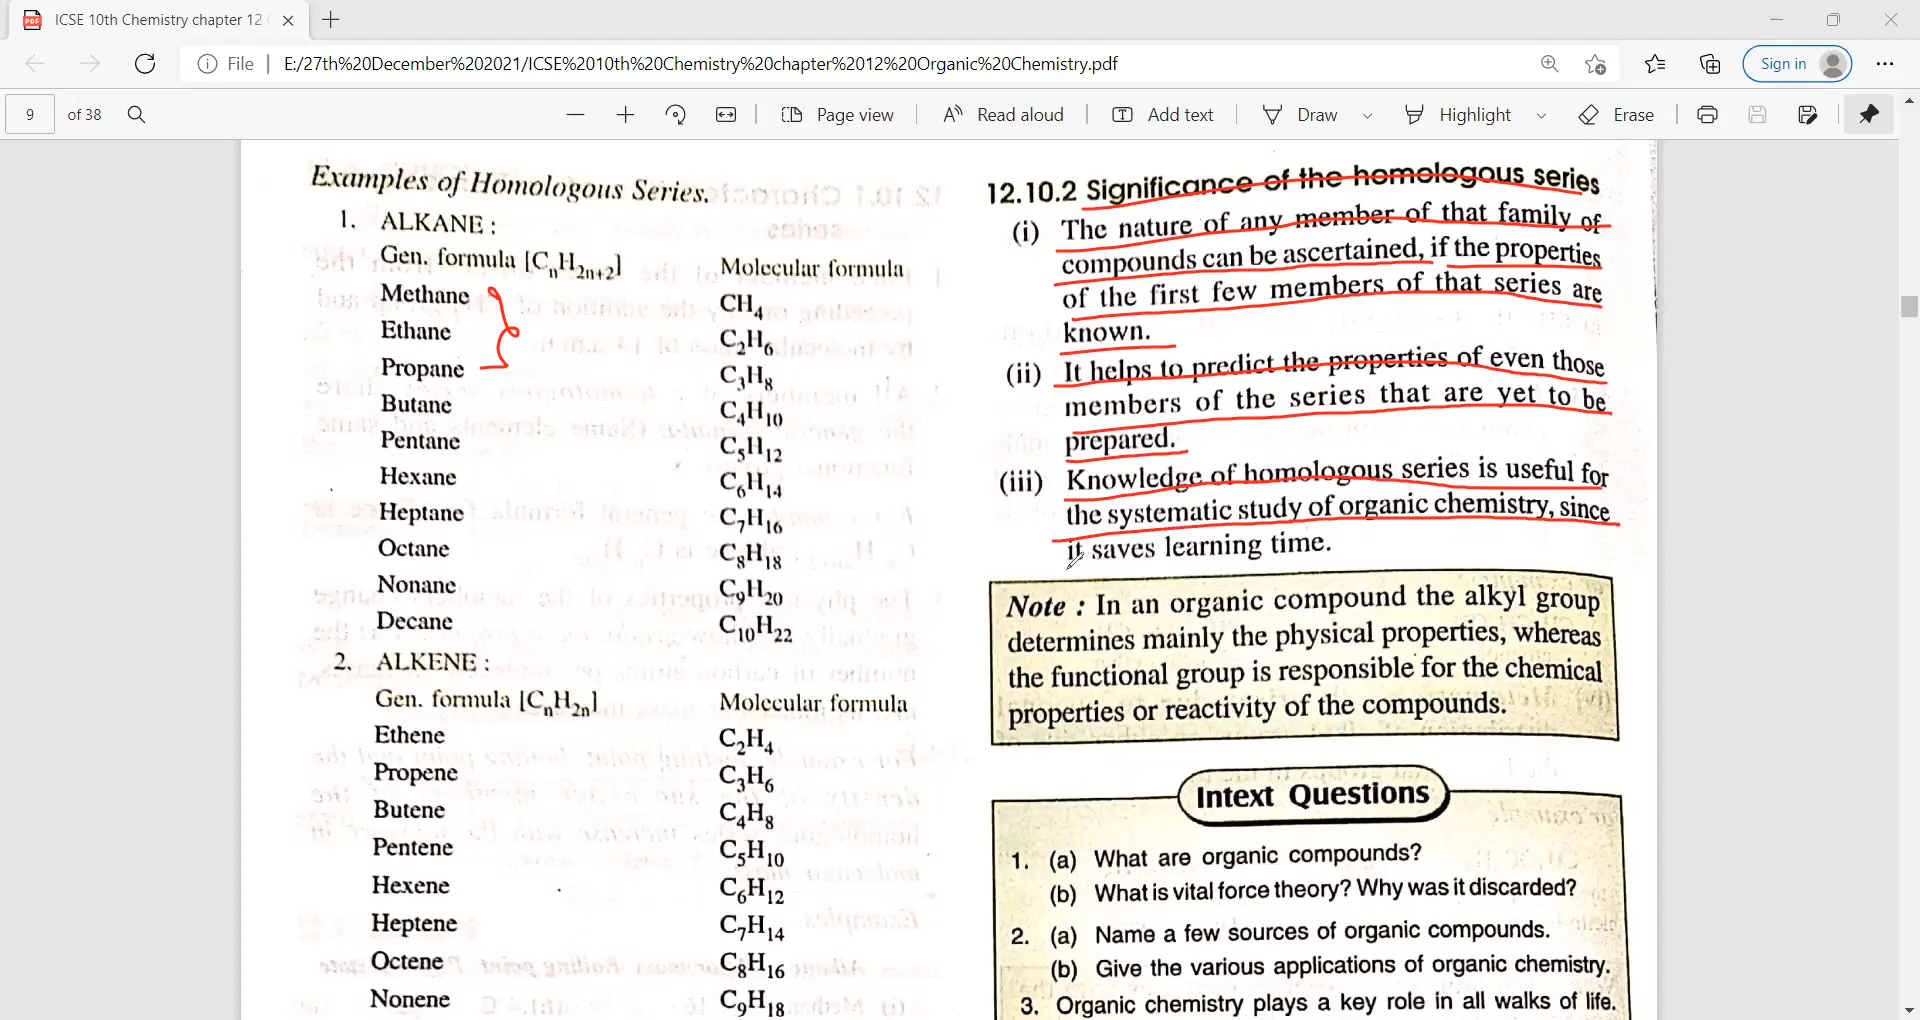 ICSE 10th Chemistry chapter 12
File
E:/27th%20December%202021/ICSE%2010th%20Chemistry%20chapter%2012%20Organic%20Chemistry.pdf
Sign in
9 of 38
Page view
Read aloud
Add text
Draw
Highlight
Erase
Examples of Homologous Series.
1. ALKANE :
Gen. formula [CₙH₂ₙ₊₂] Molecular formula
Methane CH₄
Ethane C₂H₆
Propane C₃H₈
Butane C₄H₁₀
Pentane C₅H₁₂
Hexane C₆H₁₄
Heptane C₇H₁₆
Octane C₈H₁₈
Nonane C₉H₂₀
Decane C₁₀H₂₂
2. ALKENE :
Gen. formula [CₙH₂ₙ] Molecular formula
Ethene C₂H₄
Propene C₃H₆
Butene C₄H₈
Pentene C₅H₁₀
Hexene C₆H₁₂
Heptene C₇H₁₄
Octene C₈H₁₆
Nonene C₉H₁₈
12.10.2 Significance of the homologous series
(i) The nature of any member of that family of
compounds can be ascertained, if the properties
of the first few members of that series are
known.
(ii) It helps to predict the properties of even those
members of the series that are yet to be
prepared.
(iii) Knowledge of homologous series is useful for
the systematic study of organic chemistry, since
it saves learning time.
Note : In an organic compound the alkyl group
determines mainly the physical properties, whereas
the functional group is responsible for the chemical
properties or reactivity of the compounds.
Intext Questions
1. (a) What are organic compounds?
(b) What is vital force theory? Why was it discarded?
2. (a) Name a few sources of organic compounds.
(b) Give the various applications of organic chemistry.
3. Organic chemistry plays a key role in all walks of life.